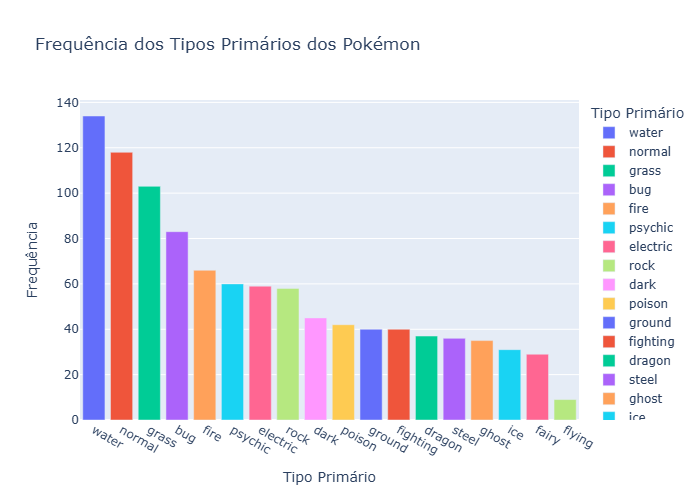 Frequência dos Tipos Primários dos Pokémon
Frequência
140
120
100
80
60
40
20
0
water
normal
grass
bug
fire
psychic
electric
rock
dark
poison
ground
fighting
dragon
steel
ghost
ice
fairy
flying
Tipo Primário
Tipo Primário
water
normal
grass
bug
fire
psychic
electric
rock
dark
poison
ground
fighting
dragon
steel
ghost
ice